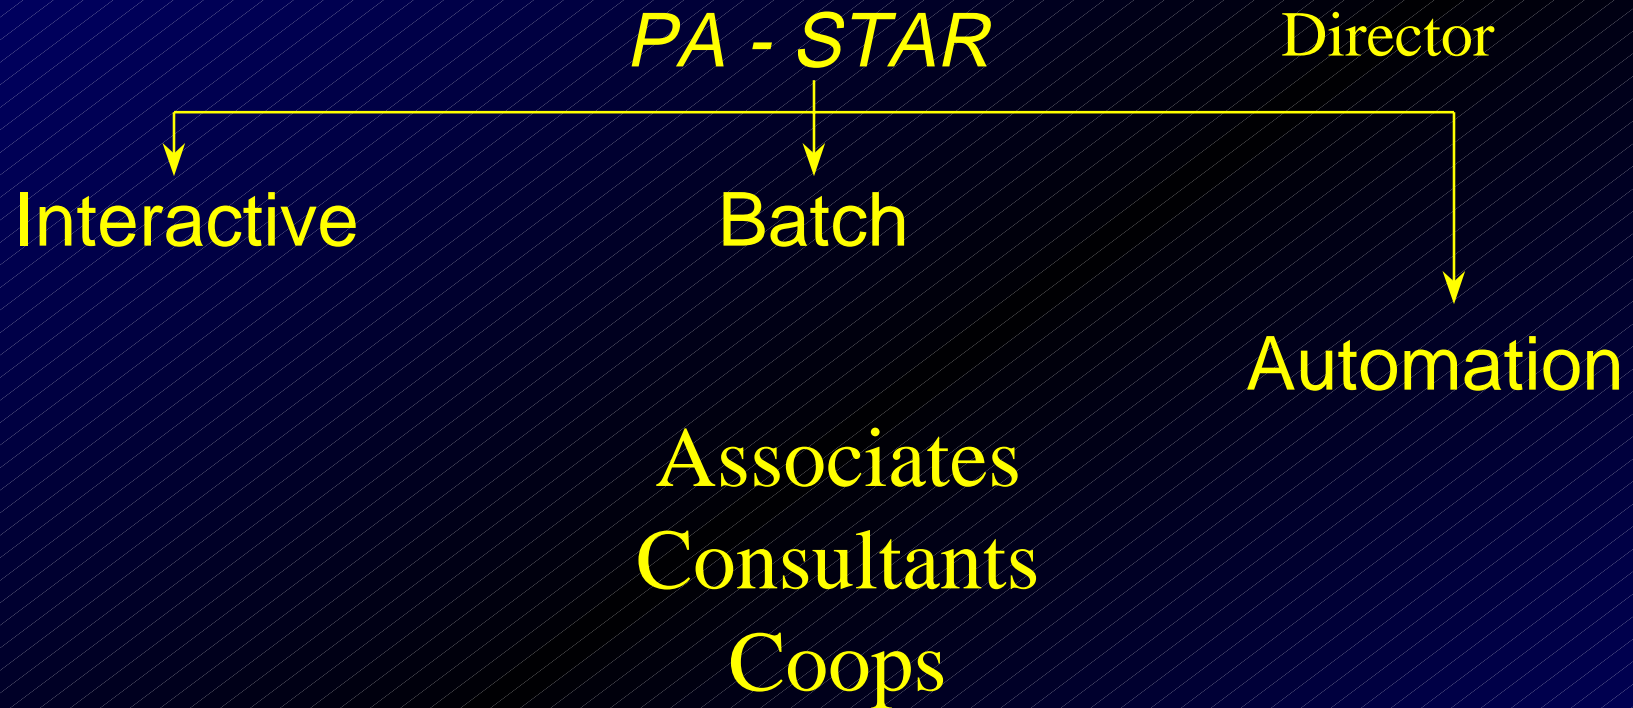 PA - STAR
Director
Interactive
Batch
Automation
Associates
Consultants
Coops